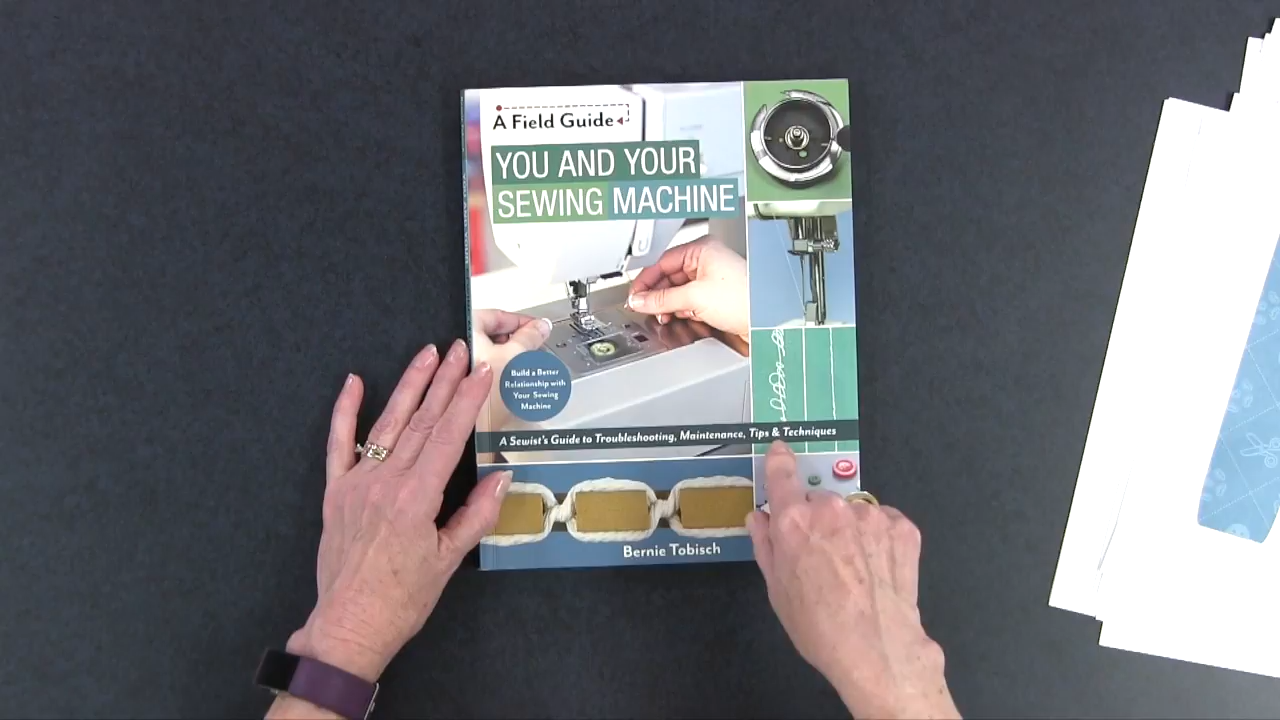 A Field Guide
YOU AND YOUR
SEWING MACHINE
Build a Better
Relationship with
Your Sewing
Machine
A Sewist's Guide to Troubleshooting, Maintenance, Tips & Techniques
Bernie Tobisch